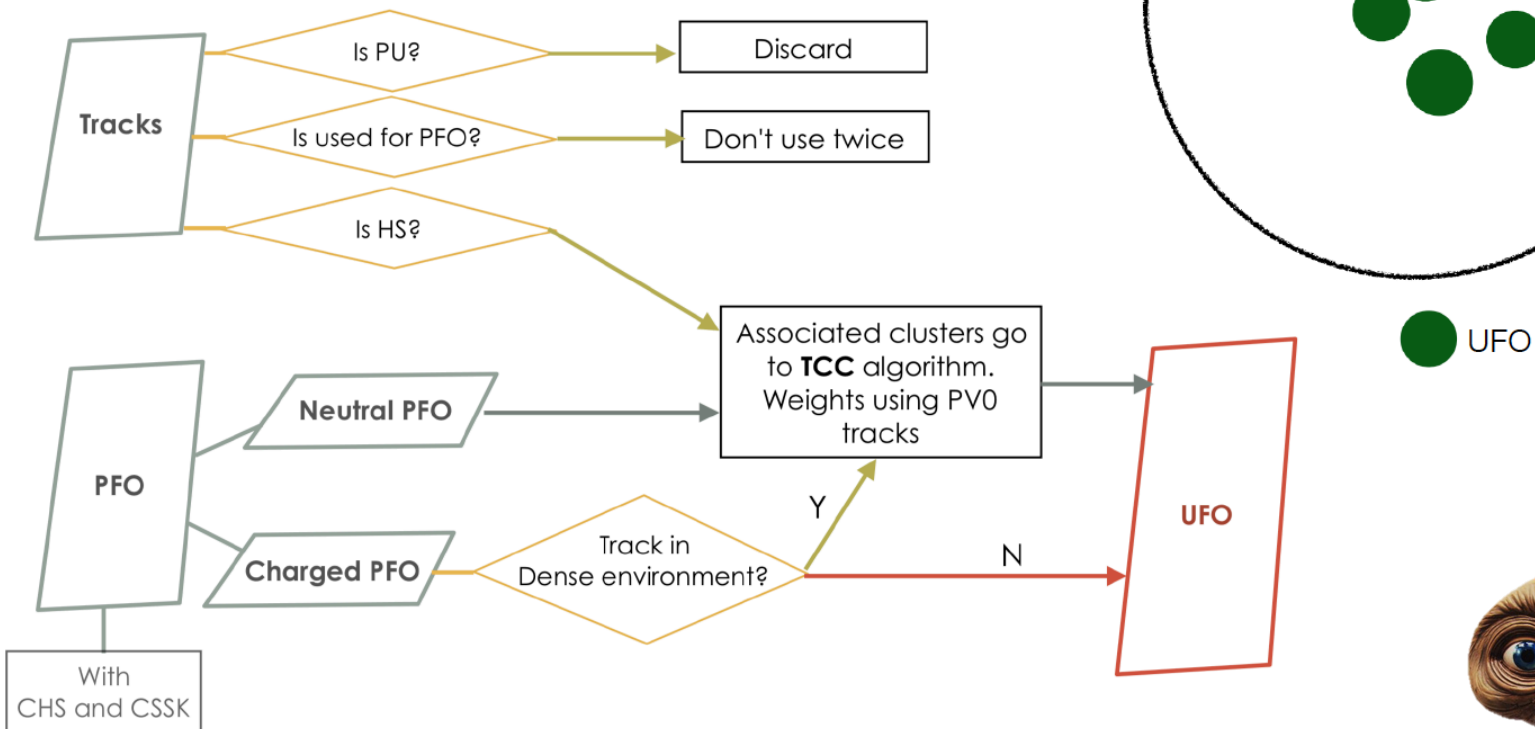 Is PU?
Discard
Tracks
Is used for PFO?
Don't use twice
Is HS?
Associated clusters go
to TCC algorithm.
Weights using PV0
tracks
UFO
Neutral PFO
PFO
Y
Track in
Dense environment?
N
UFO
Charged PFO
With
CHS and CSSK